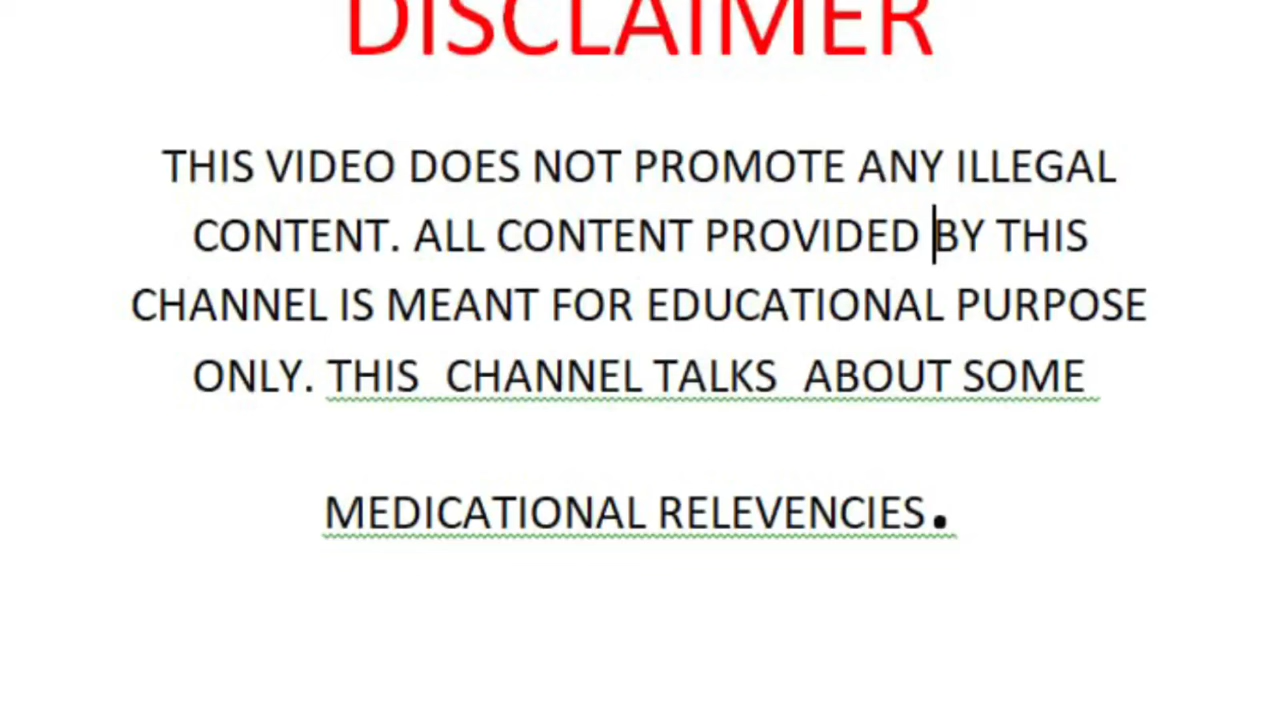 DISCLAIMER
THIS VIDEO DOES NOT PROMOTE ANY ILLEGAL
CONTENT. ALL CONTENT PROVIDED BY THIS
CHANNEL IS MEANT FOR EDUCATIONAL PURPOSE
ONLY. THIS CHANNEL TALKS ABOUT SOME
MEDICATIONAL RELEVENCIES.